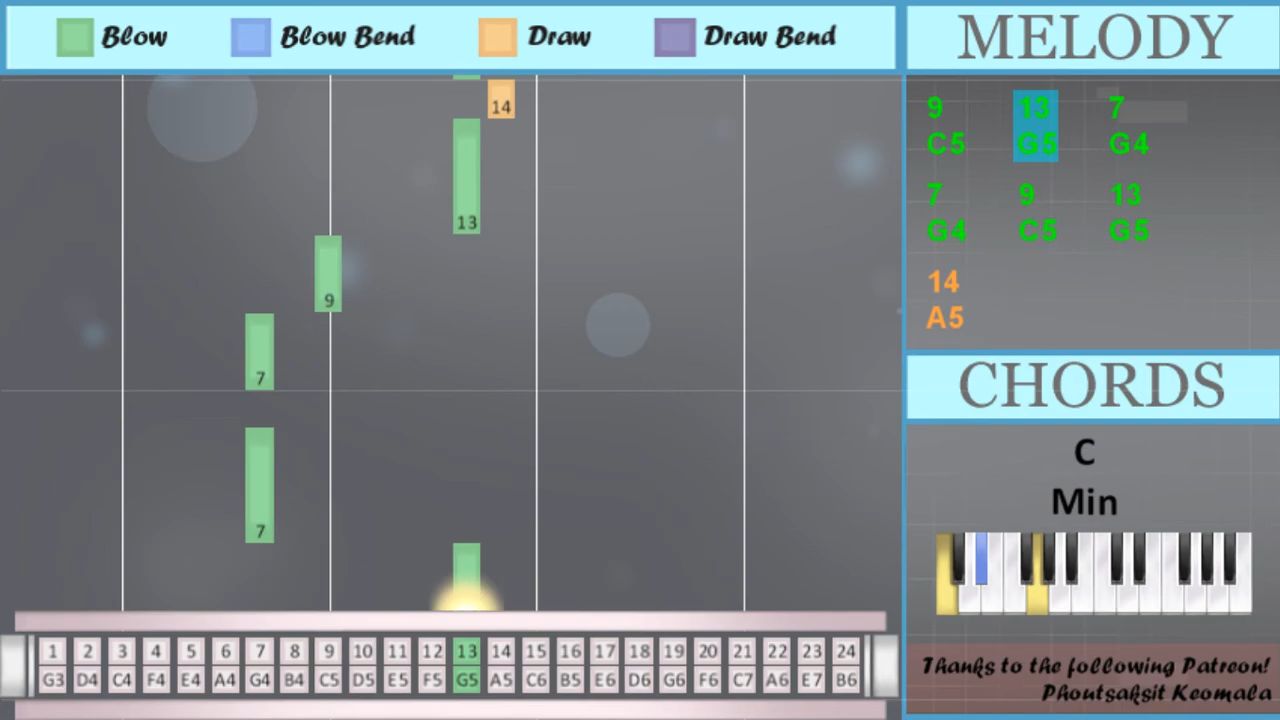 Blow Blow Bend Draw Draw Bend
MELODY
9 13 7
C5 G5 G4
7 9 13
G4 C5 G5
14
A5
14
13
9
7
7
CHORDS
C
Min
1 2 3 4 5 6 7 8 9 10 11 12 13 14 15 16 17 18 19 20 21 22 23 24
G3 D4 C4 F4 E4 A4 G4 B4 C5 D5 E5 F5 G5 A5 C6 B5 E6 D6 G6 F6 C7 A6 E7 B6
Thanks to the following Patreon!
Phoutsaksit Keomala